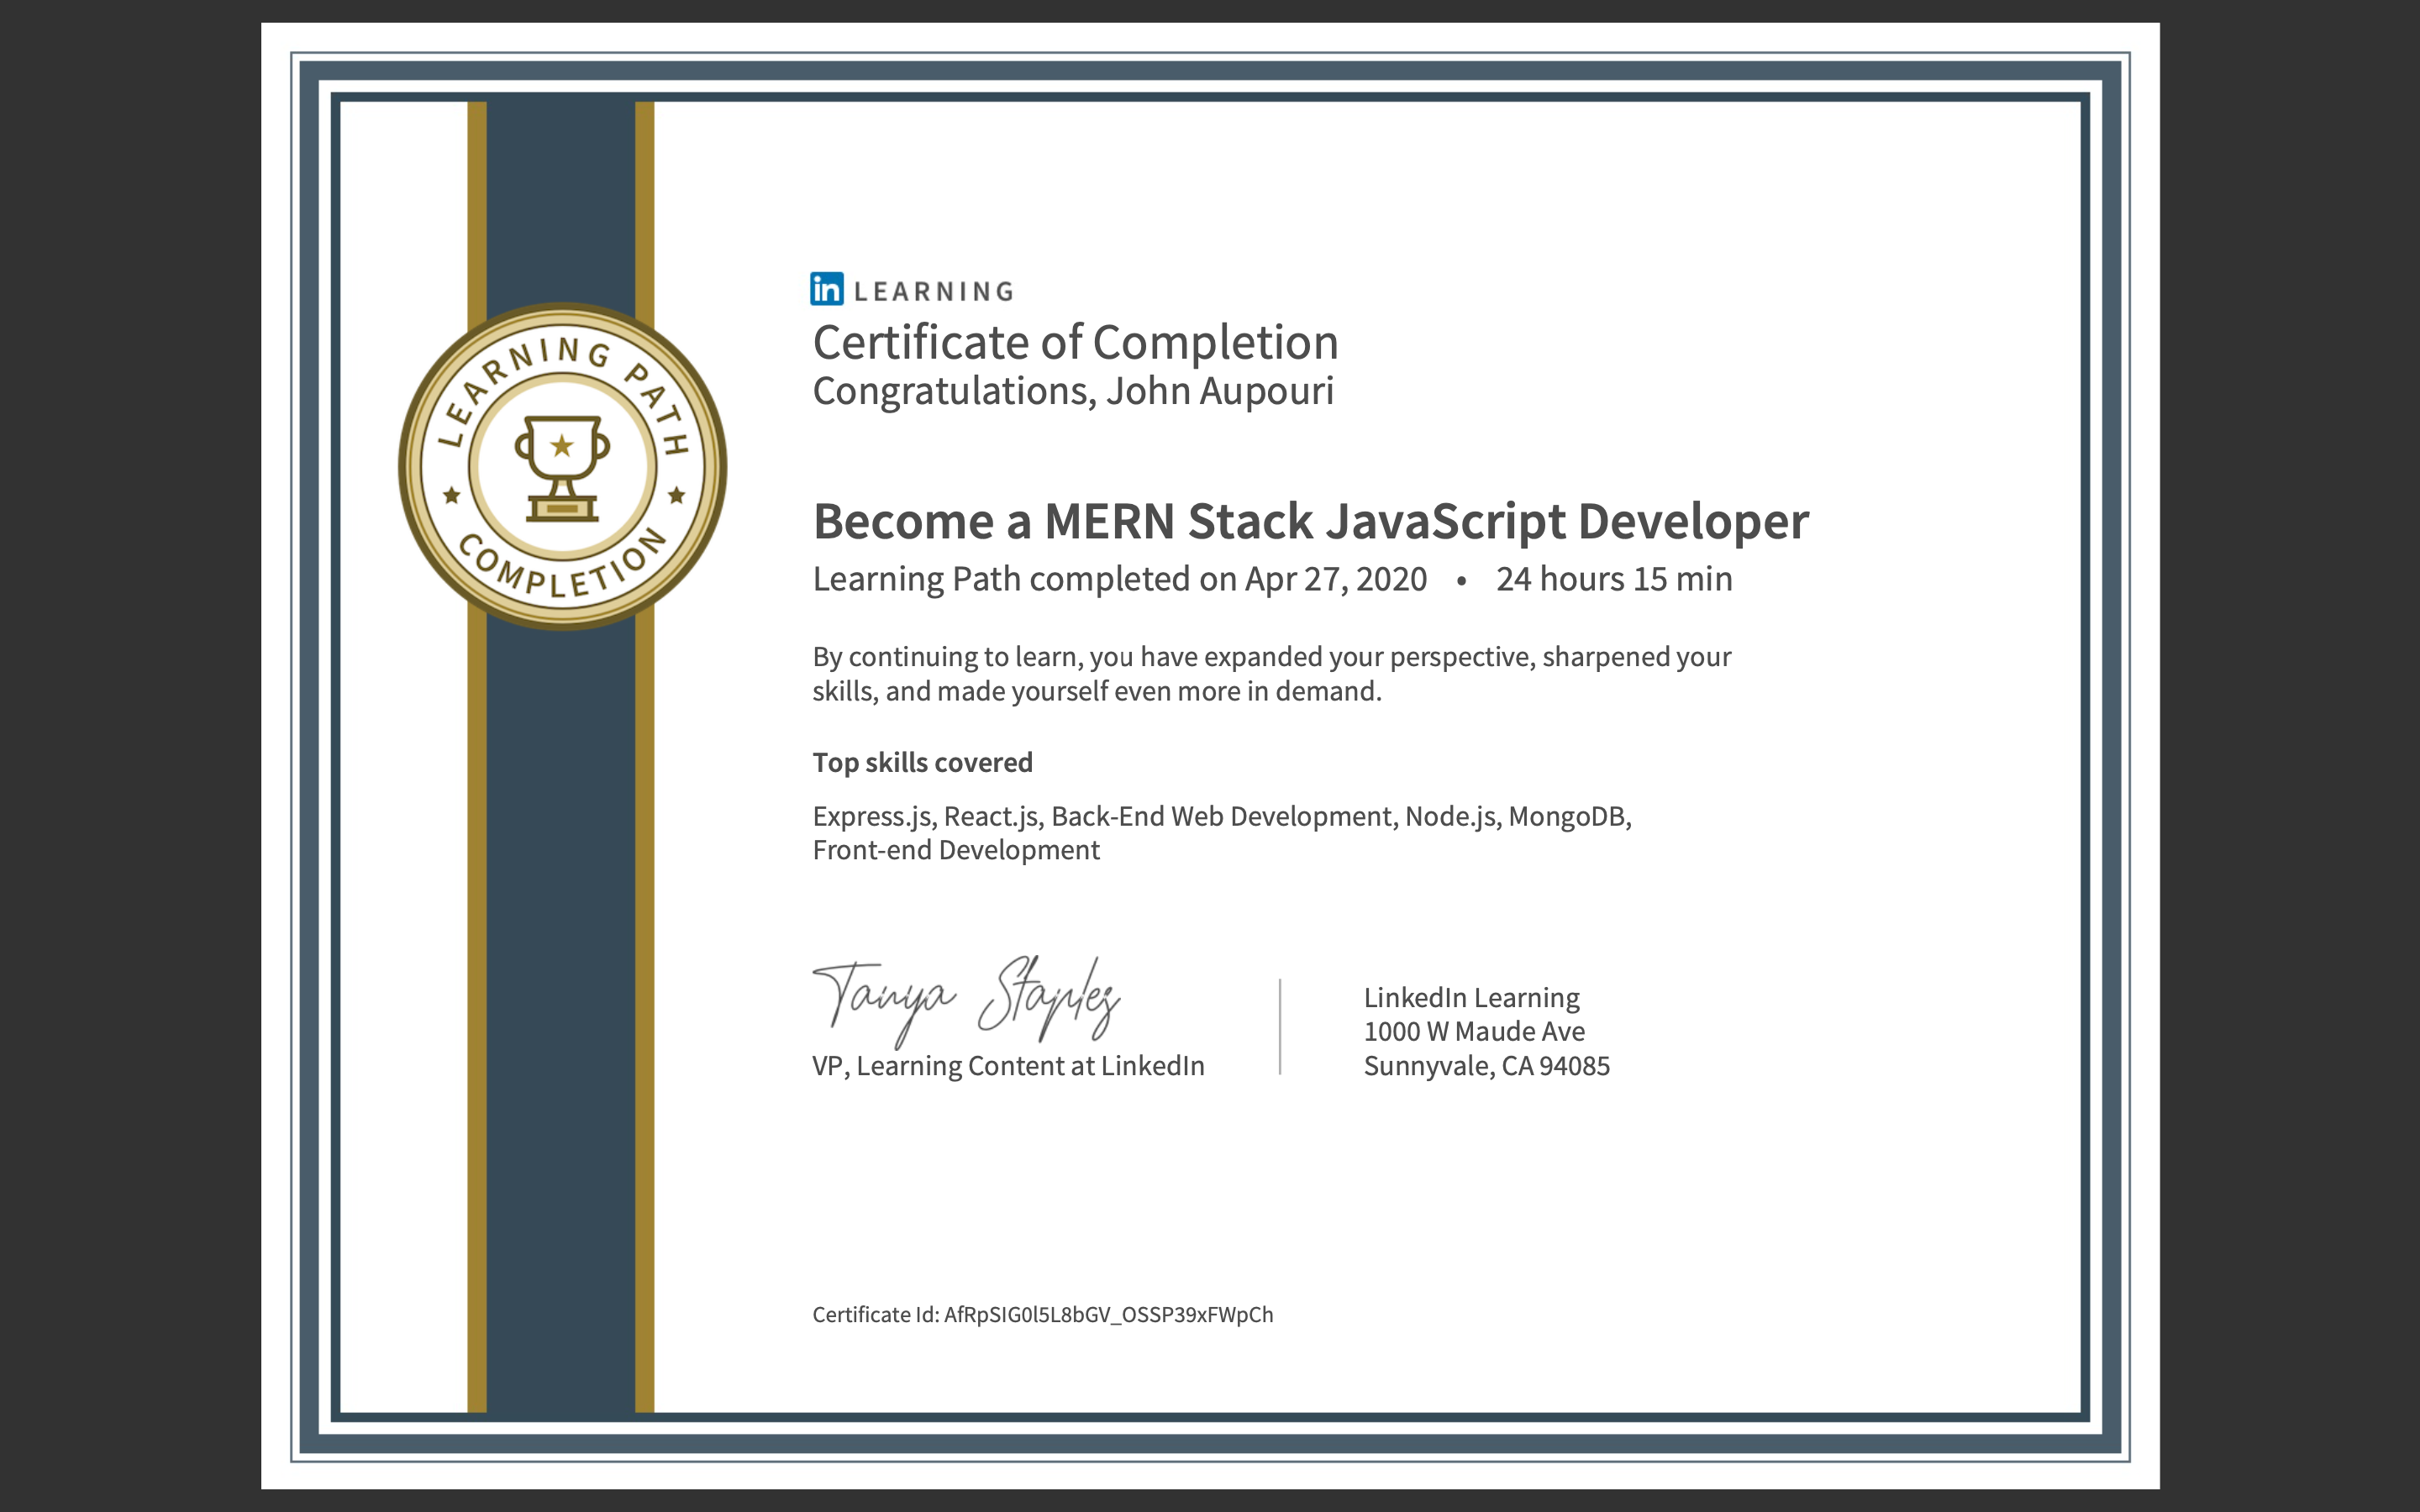 LEARNING PATH
COMPLETION
in LEARNING
Certificate of Completion
Congratulations, John Aupouri
Become a MERN Stack JavaScript Developer
Learning Path completed on Apr 27, 2020 • 24 hours 15 min
By continuing to learn, you have expanded your perspective, sharpened your
skills, and made yourself even more in demand.
Top skills covered
Express.js, React.js, Back-End Web Development, Node.js, MongoDB,
Front-end Development
Tanya Staples
VP, Learning Content at LinkedIn
LinkedIn Learning
1000 W Maude Ave
Sunnyvale, CA 94085
Certificate Id: AfRpSIG0l5L8bGV_OSSP39xFWpCh